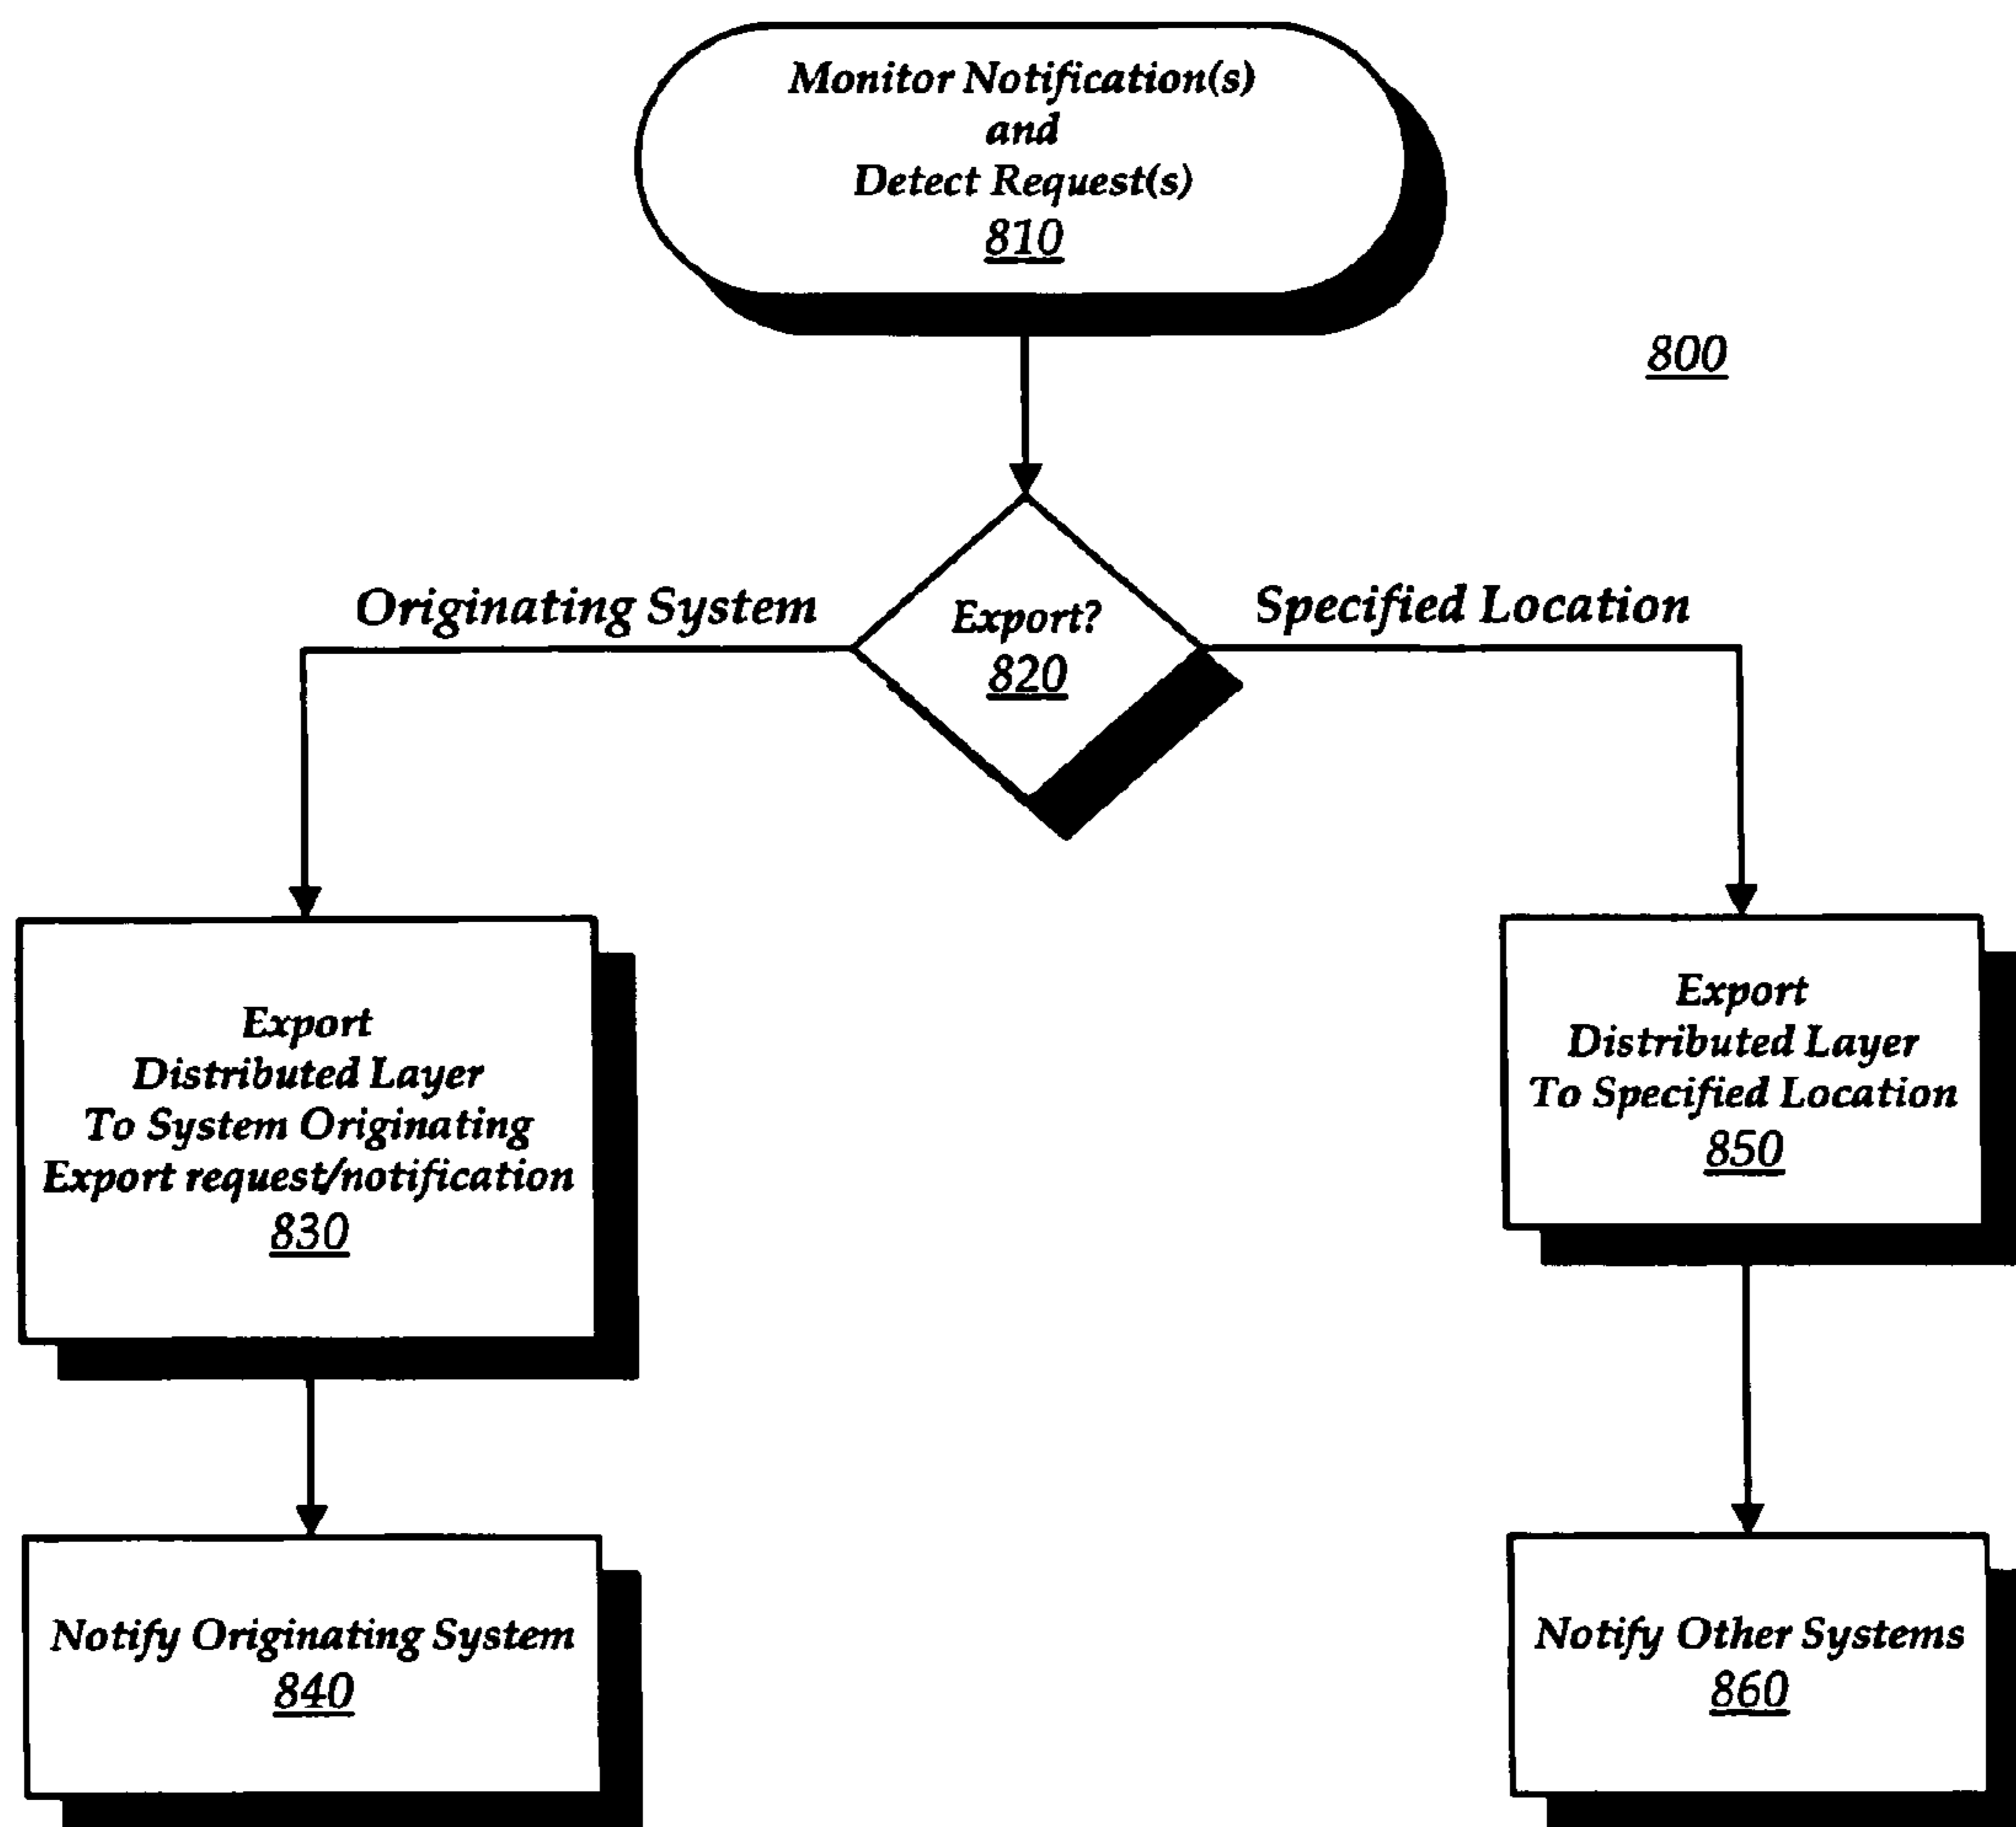 Monitor Notification(s)
and
Detect Request(s)
810
800
Originating System
Export?
820
Specified Location
Export
Distributed Layer
To System Originating
Export request/notification
830
Export
Distributed Layer
To Specified Location
850
Notify Originating System
840
Notify Other Systems
860